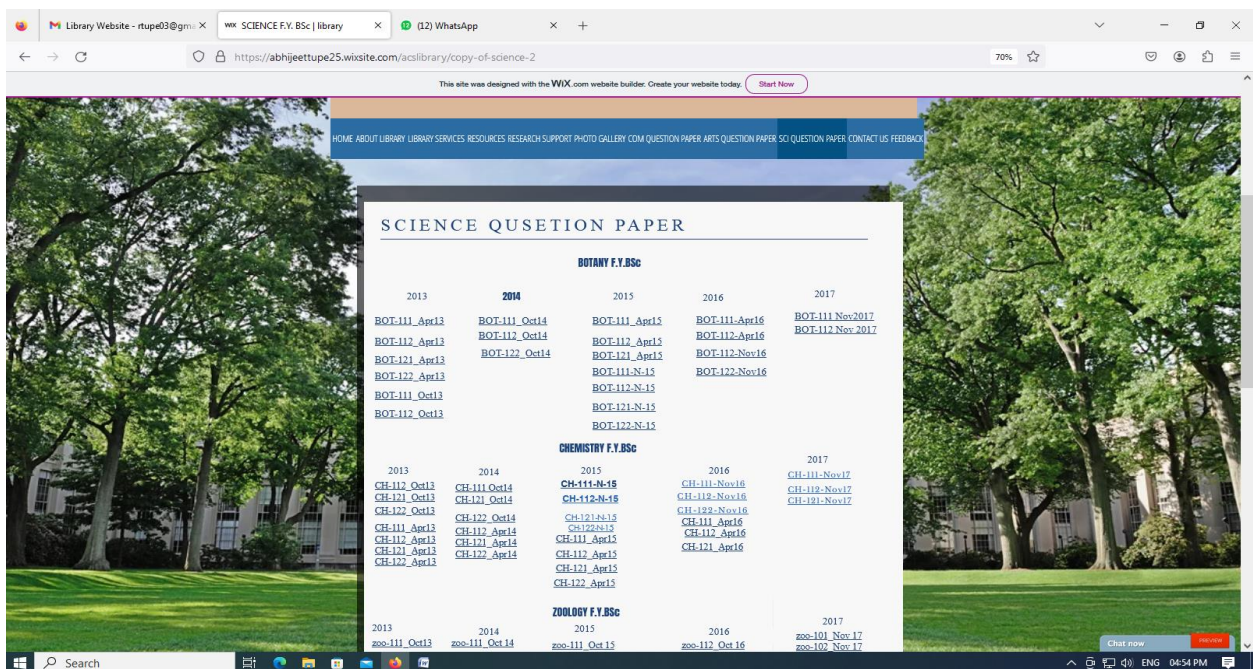 Library Website - rtupe03@gma
WiX SCIENCE F.Y. BSc | library
(12) WhatsApp
https://abhijeettupe25.wixsite.com/acslibrary/copy-of-science-2
70%
This site was designed with the WiX.com website builder. Create your website today. Start Now
HOME ABOUT LIBRARY LIBRARY SERVICES RESOURCES RESEARCH SUPPORT PHOTO GALLERY COM QUESTION PAPER ARTS QUESTION PAPER SCI QUESTION PAPER CONTACT US FEEDBACK
SCIENCE QUSETION PAPER
BOTANY F.Y.BSc
2013
BOT-111_Apr13
BOT-112_Apr13
BOT-121_Apr13
BOT-122_Apr13
BOT-111_Oct13
BOT-112_Oct13
2014
BOT-111_Oct14
BOT-112_Oct14
BOT-122_Oct14
2015
BOT-111_Apr15
BOT-112_Apr15
BOT-121_Apr15
BOT-111-N-15
BOT-112-N-15
BOT-121-N-15
BOT-122-N-15
2016
BOT-111-Apr16
BOT-112-Apr16
BOT-112-Nov16
BOT-122-Nov16
2017
BOT-111 Nov2017
BOT-112 Nov 2017
CHEMISTRY F.Y.BSc
2013
CH-112_Oct13
CH-121_Oct13
CH-122_Oct13
CH-111_Apr13
CH-112_Apr13
CH-121_Apr13
CH-122_Apr13
2014
CH-111 Oct14
CH-121_Oct14
CH-122_Oct14
CH-112_Apr14
CH-121_Apr14
CH-122_Apr14
2015
CH-111-N-15
CH-112-N-15
CH-121-N-15
CH-122-N-15
CH-111_Apr15
CH-112_Apr15
CH-121_Apr15
CH-122_Apr15
2016
CH-111-Nov16
CH-112-Nov16
CH-122-Nov16
CH-111_Apr16
CH-112_Apr16
CH-121_Apr16
2017
CH-111-Nov17
CH-112-Nov17
CH-121-Nov17
ZOOLOGY F.Y.BSc
2013
zoo-111_Oct13
2014
zoo-111_Oct 14
2015
zoo-111_Oct 15
2016
zoo-112_Oct 16
2017
zoo-101_Nov 17
zoo-102_Nov 17
Chat now
PREVIEW
Search
ENG 04:54 PM